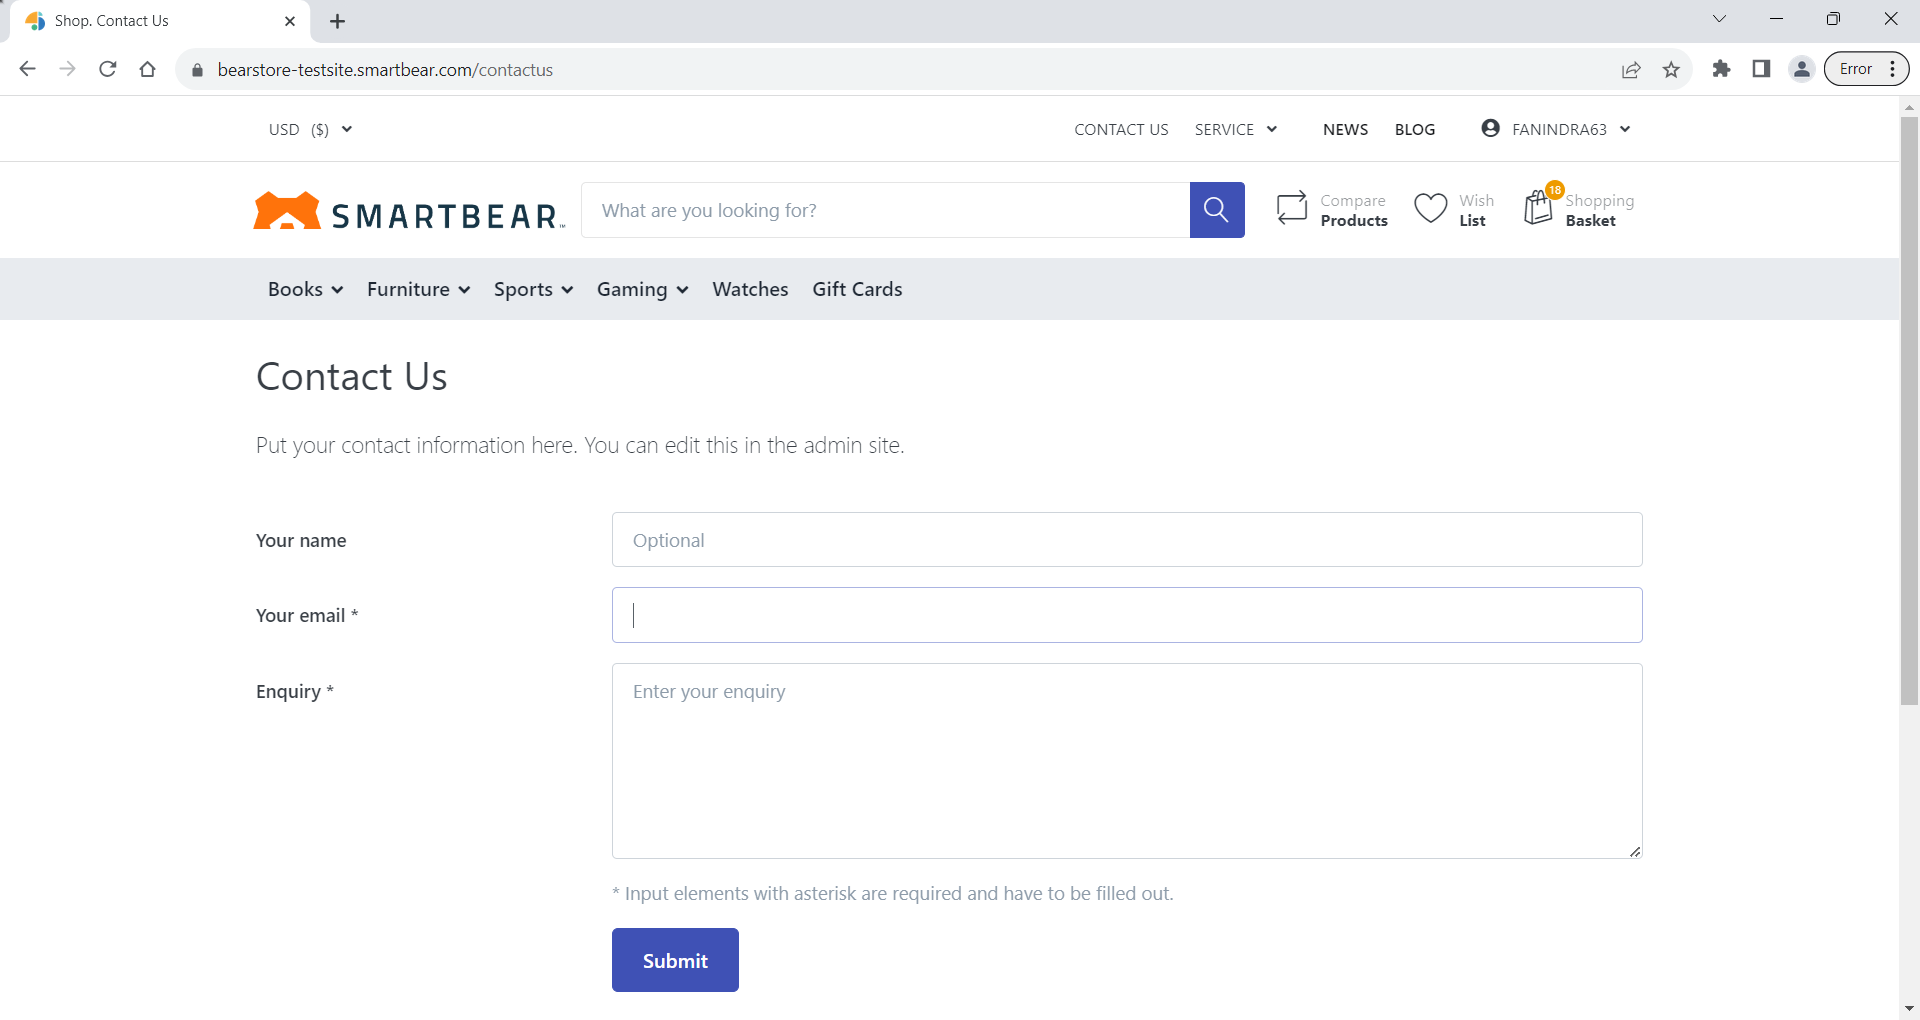 Shop. Contact Us
bearstore-testsite.smartbear.com/contactus
Error
USD ($)
CONTACT US SERVICE NEWS BLOG FANINDRA63
SMARTBEAR™
What are you looking for?
Compare Products
Wish List
18
Shopping Basket
Books Furniture Sports Gaming Watches Gift Cards
Contact Us
Put your contact information here. You can edit this in the admin site.
Your name
Optional
Your email *
Enquiry *
Enter your enquiry
* Input elements with asterisk are required and have to be filled out.
Submit